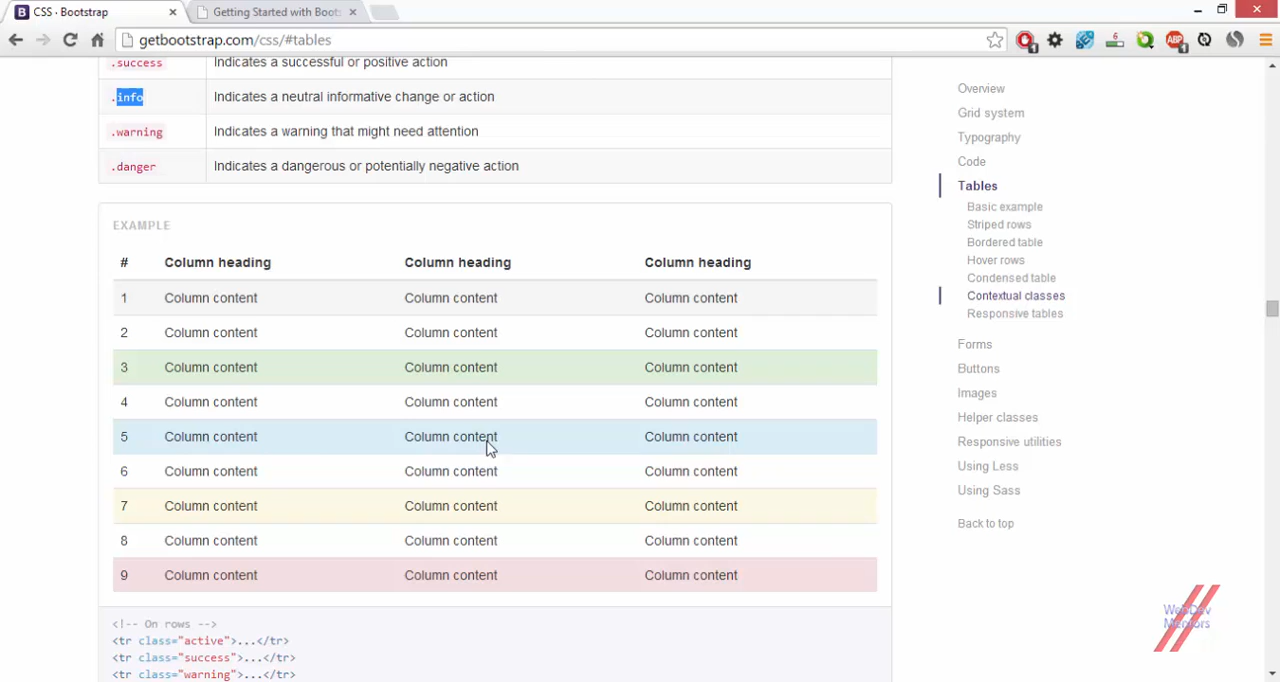 CSS · Bootstrap
Getting Started with Boots
getbootstrap.com/css/#tables
.success Indicates a successful or positive action
.info Indicates a neutral informative change or action
.warning Indicates a warning that might need attention
.danger Indicates a dangerous or potentially negative action
EXAMPLE
# Column heading Column heading Column heading
1 Column content Column content Column content
2 Column content Column content Column content
3 Column content Column content Column content
4 Column content Column content Column content
5 Column content Column content Column content
6 Column content Column content Column content
7 Column content Column content Column content
8 Column content Column content Column content
9 Column content Column content Column content
<!-- On rows -->
<tr class="active">...</tr>
<tr class="success">...</tr>
<tr class="warning">...</tr>
Overview
Grid system
Typography
Code
Tables
Basic example
Striped rows
Bordered table
Hover rows
Condensed table
Contextual classes
Responsive tables
Forms
Buttons
Images
Helper classes
Responsive utilities
Using Less
Using Sass
Back to top
WebDev
Mentors